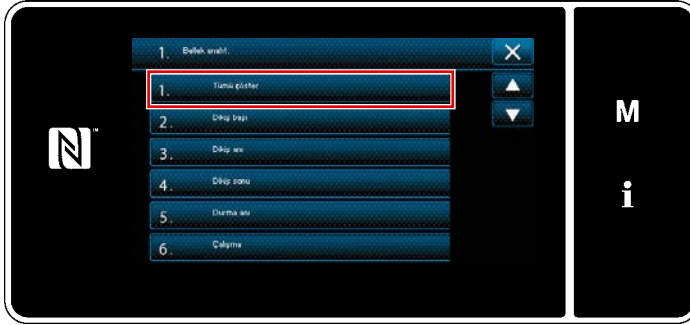 1. Bellek anaht.
1. Tümü göster
2. Dikiş başı
3. Dikiş anı
4. Dikiş sonu
5. Durma anı
6. Çalışma
M
i